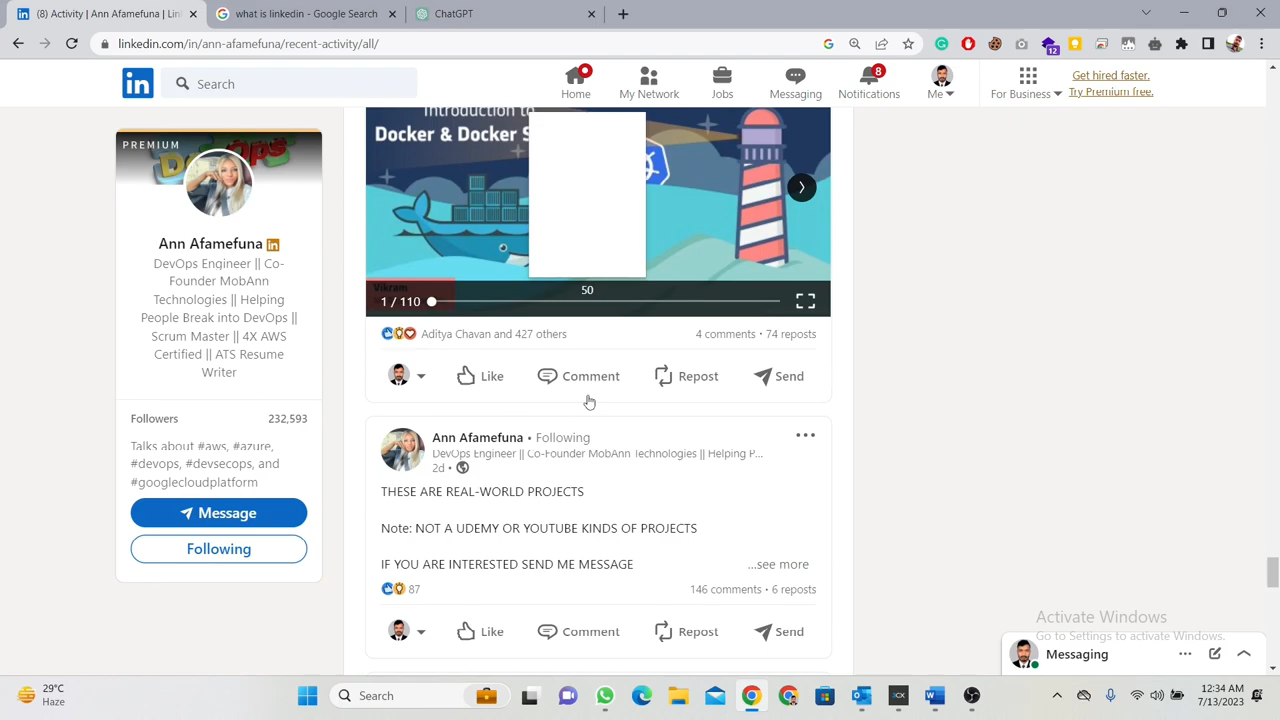 (8) Activity | Ann Afamefuna | Lin
what is linkedin - Google Search
ChatGPT
linkedin.com/in/ann-afamefuna/recent-activity/all/
12
in
Search
Home
My Network
Jobs
Messaging
8
Notifications
Me
For Business
Get hired faster.
Try Premium free.
PREMIUM
Ann Afamefuna
DevOps Engineer || Co-
Founder MobAnn
Technologies || Helping
People Break into DevOps ||
Scrum Master || 4X AWS
Certified || ATS Resume
Writer
Followers 232,593
Talks about #aws, #azure,
#devops, #devsecops, and
#googlecloudplatform
Message
Following
Introduction to
Docker & Docker S
Vikram
50
1 / 110
Aditya Chavan and 427 others
4 comments • 74 reposts
Like Comment Repost Send
Ann Afamefuna • Following
DevOps Engineer || Co-Founder MobAnn Technologies || Helping P...
2d •
THESE ARE REAL-WORLD PROJECTS
Note: NOT A UDEMY OR YOUTUBE KINDS OF PROJECTS
IF YOU ARE INTERESTED SEND ME MESSAGE ...see more
87
146 comments • 6 reposts
Like Comment Repost Send
Activate Windows
Go to Settings to activate Windows.
Messaging
29°C
Haze
Search
12:34 AM
7/13/2023